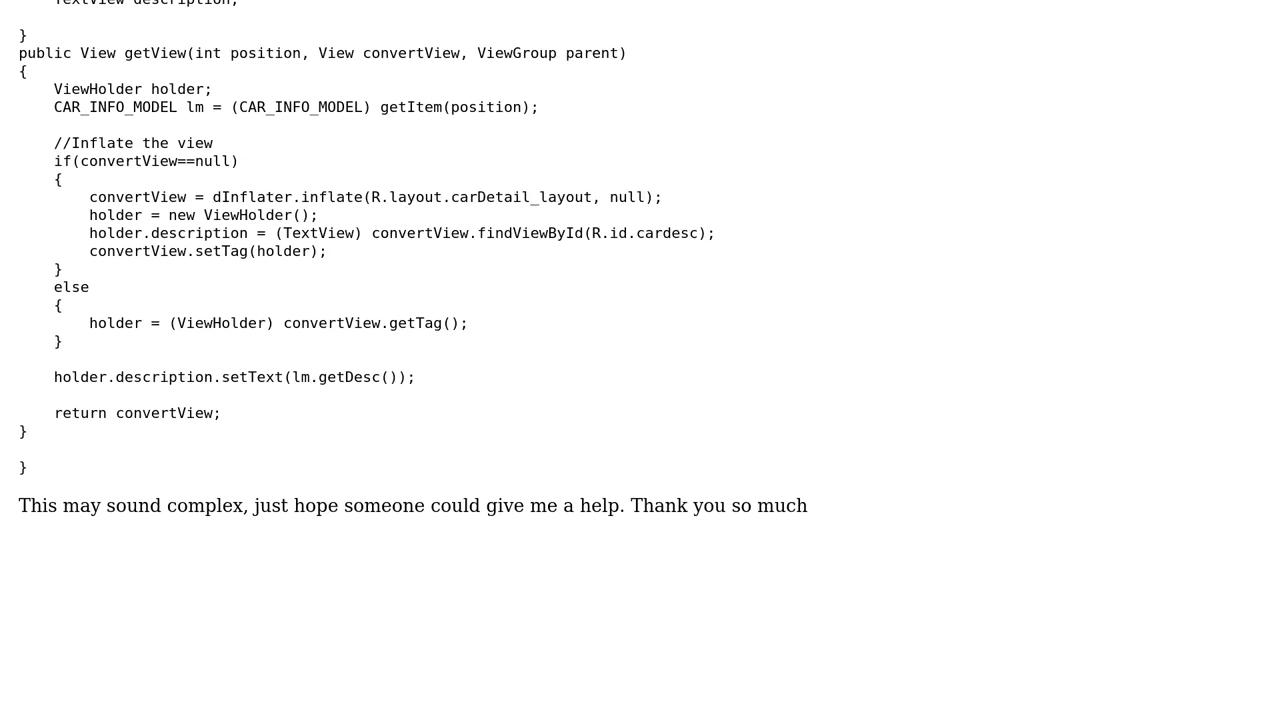 TextView description;
}
public View getView(int position, View convertView, ViewGroup parent)
{
ViewHolder holder;
CAR_INFO_MODEL lm = (CAR_INFO_MODEL) getItem(position);
//Inflate the view
if(convertView==null)
{
convertView = dInflater.inflate(R.layout.carDetail_layout, null);
holder = new ViewHolder();
holder.description = (TextView) convertView.findViewById(R.id.cardesc);
convertView.setTag(holder);
}
else
{
holder = (ViewHolder) convertView.getTag();
}
holder.description.setText(lm.getDesc());
return convertView;
}
}
This may sound complex, just hope someone could give me a help. Thank you so much